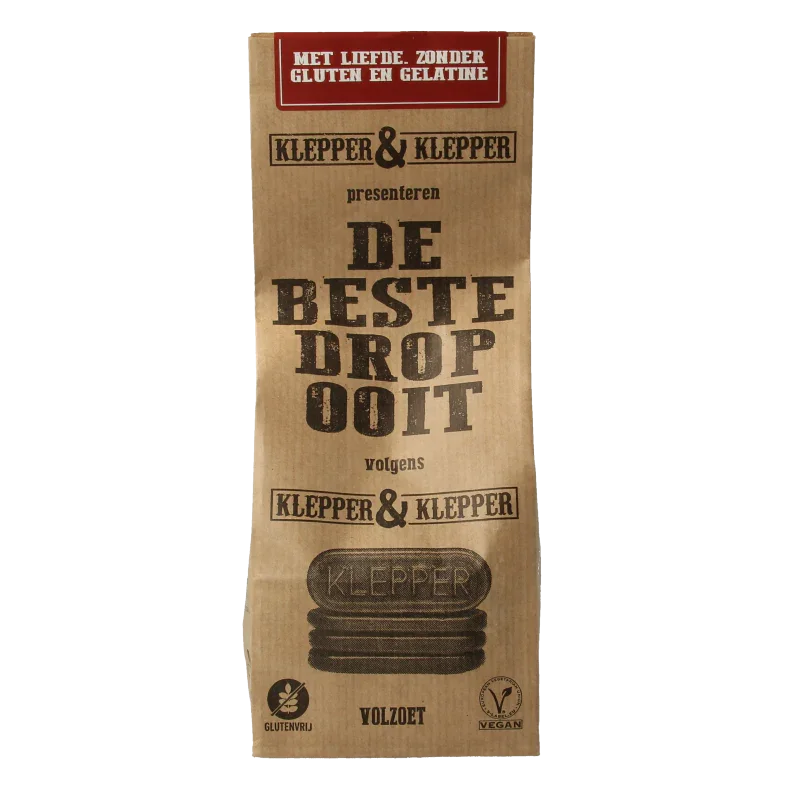 MET LIEFDE. ZONDER
GLUTEN EN GELATINE
KLEPPER & KLEPPER
presenteren
DE
BESTE
DROP
OOIT
volgens
KLEPPER & KLEPPER
KLEPPER
GLUTENVRIJ
VOLZOET
VEGAN